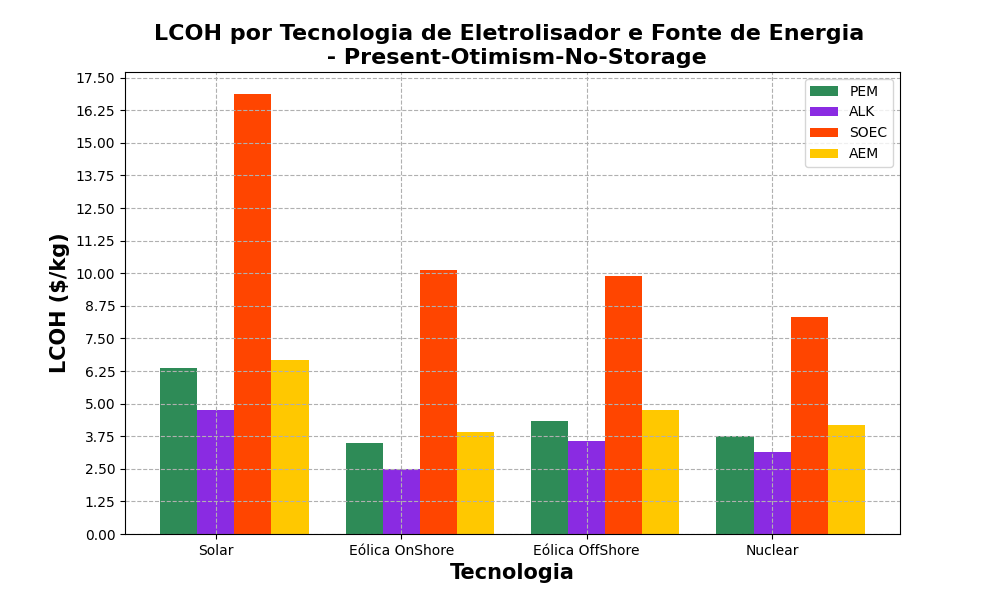 LCOH por Tecnologia de Eletrolisador e Fonte de Energia
- Present-Otimism-No-Storage
17.50
16.25
15.00
13.75
12.50
11.25
10.00
8.75
7.50
6.25
5.00
3.75
2.50
1.25
0.00
LCOH ($/kg)
PEM
ALK
SOEC
AEM
Solar
Eólica OnShore
Eólica OffShore
Nuclear
Tecnologia